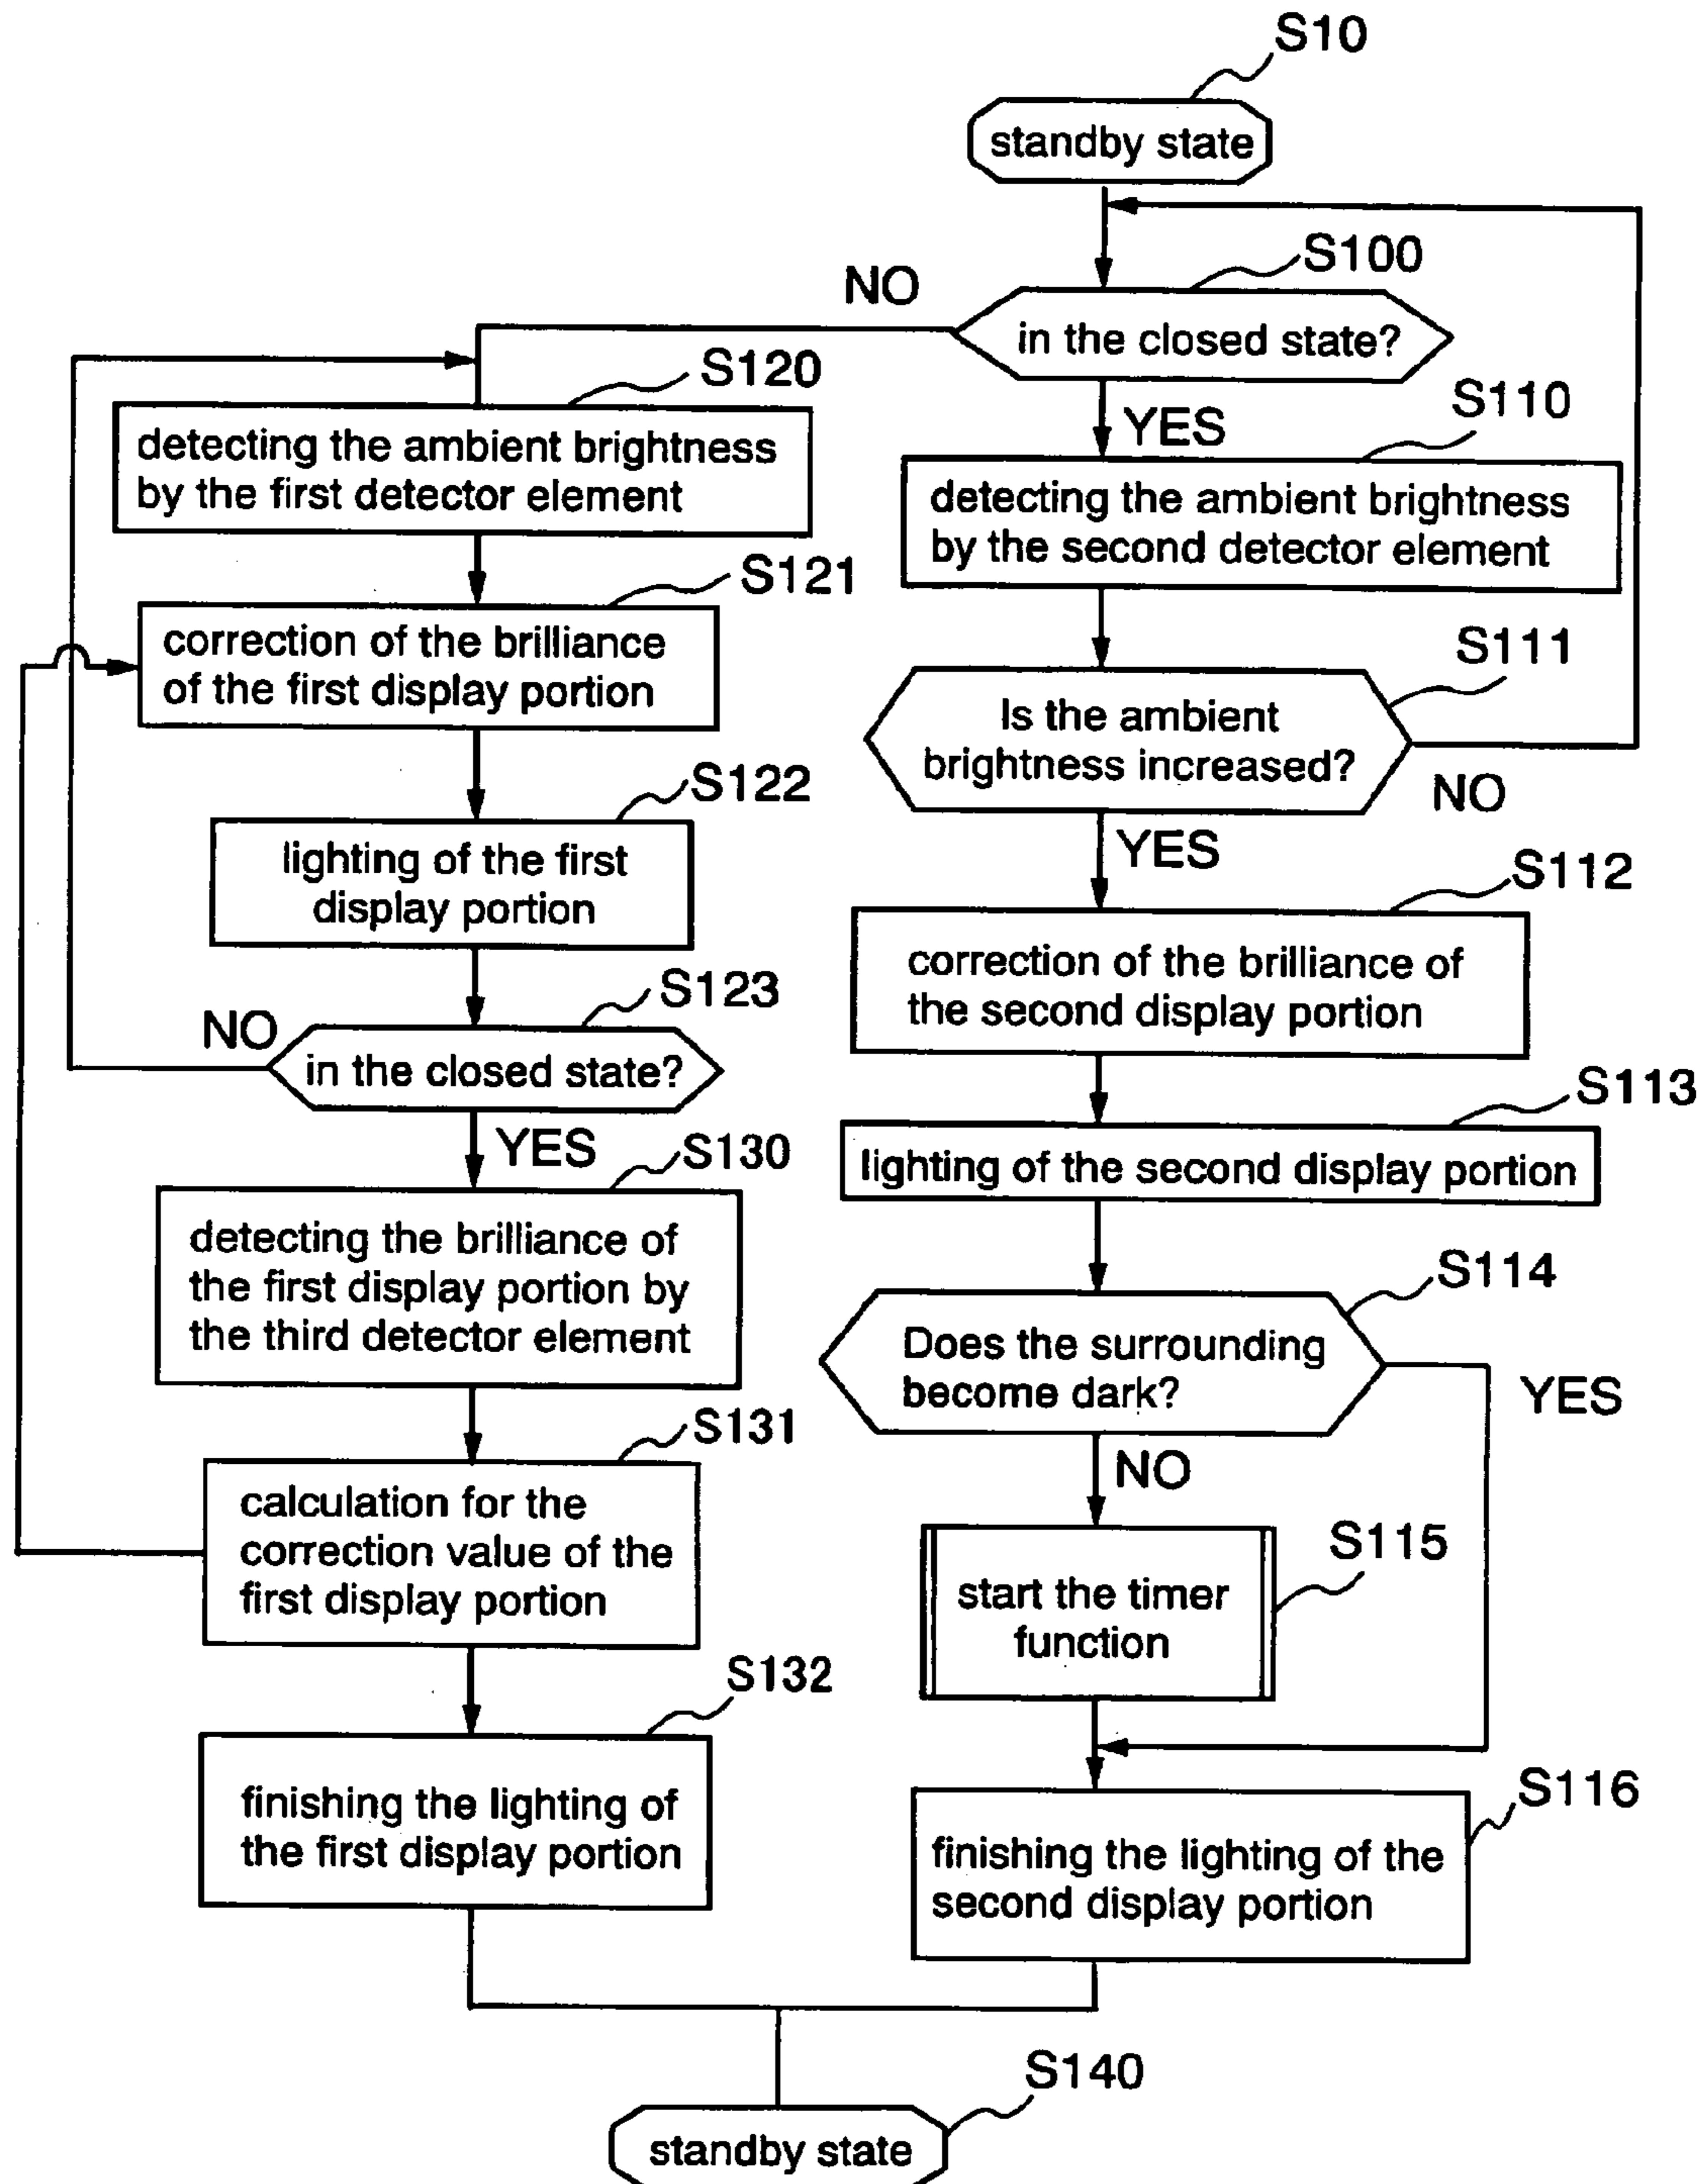 S10
standby state
S100
NO
in the closed state?
S120
YES
S110
detecting the ambient brightness
by the first detector element
detecting the ambient brightness
by the second detector element
S121
correction of the brilliance
of the first display portion
S111
Is the ambient
brightness increased?
NO
S122
lighting of the first
display portion
YES
S112
correction of the brilliance of
the second display portion
S123
NO
in the closed state?
S113
lighting of the second display portion
YES
S130
detecting the brilliance of
the first display portion by
the third detector element
S114
Does the surrounding
become dark?
YES
NO
S131
calculation for the
correction value of the
first display portion
S115
start the timer
function
S132
finishing the lighting of
the first display portion
S116
finishing the lighting of the
second display portion
S140
standby state